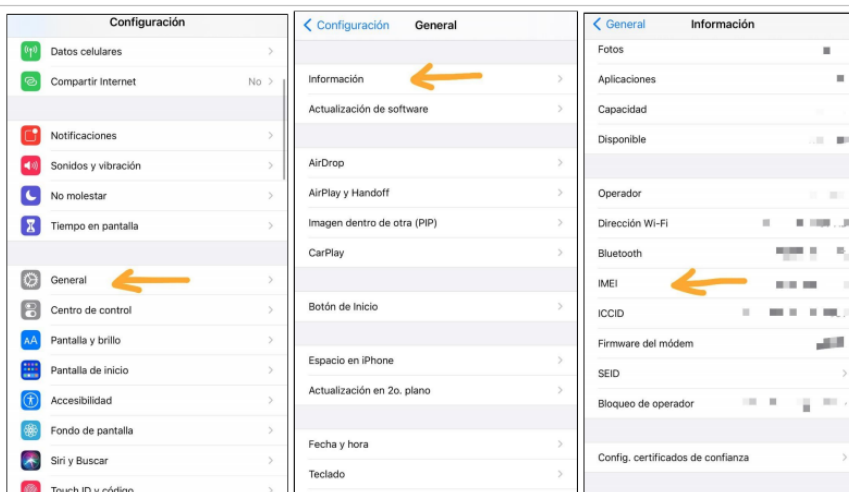 Configuración
Datos celulares
Compartir Internet No
Notificaciones
Sonidos y vibración
No molestar
Tiempo en pantalla
General
Centro de control
AA Pantalla y brillo
Pantalla de inicio
Accesibilidad
Fondo de pantalla
Siri y Buscar
Touch ID y código
Configuración General
Información
Actualización de software
AirDrop
AirPlay y Handoff
Imagen dentro de otra (PIP)
CarPlay
Botón de Inicio
Espacio en iPhone
Actualización en 2o. plano
Fecha y hora
Teclado
General Información
Fotos
Aplicaciones
Capacidad
Disponible
Operador
Dirección Wi-Fi
Bluetooth
IMEI
ICCID
Firmware del módem
SEID
Bloqueo de operador
Config. certificados de confianza